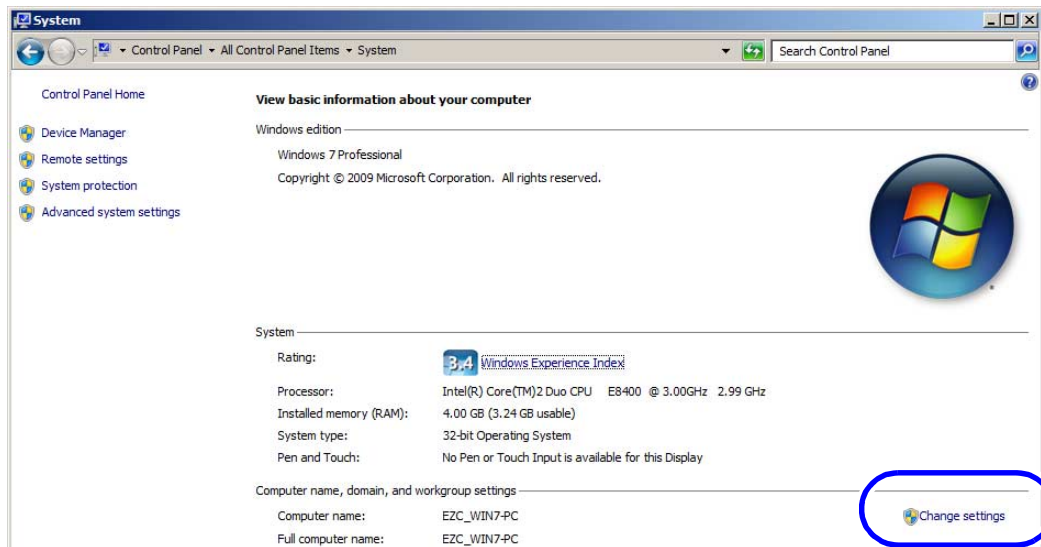 System
Control Panel All Control Panel Items System
Search Control Panel
Control Panel Home
Device Manager
Remote settings
System protection
Advanced system settings
View basic information about your computer
Windows edition
Windows 7 Professional
Copyright © 2009 Microsoft Corporation. All rights reserved.
System
Rating: 3.4 Windows Experience Index
Processor: Intel(R) Core(TM)2 Duo CPU E8400 @ 3.00GHz 2.99 GHz
Installed memory (RAM): 4.00 GB (3.24 GB usable)
System type: 32-bit Operating System
Pen and Touch: No Pen or Touch Input is available for this Display
Computer name, domain, and workgroup settings
Computer name: EZC_WIN7-PC
Change settings
Full computer name: EZC_WIN7-PC